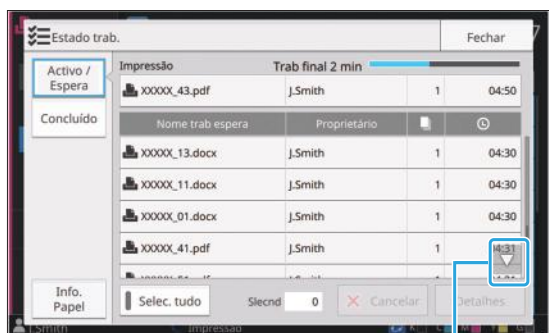 Estado trab.
Fechar
Activo /
Espera
Concluído
Info.
Papel
Impressão
Trab final 2 min
XXXXX_43.pdf J.Smith 1 04:50
Nome trab espera Proprietário
XXXXX_13.docx J.Smith 1 04:30
XXXXX_11.docx J.Smith 1 04:30
XXXXX_01.docx J.Smith 1 04:30
XXXXX_41.pdf J.Smith 1 04:31
Selec. tudo
Slecnd 0
Cancelar
Detalhes
J.Smith Impressão